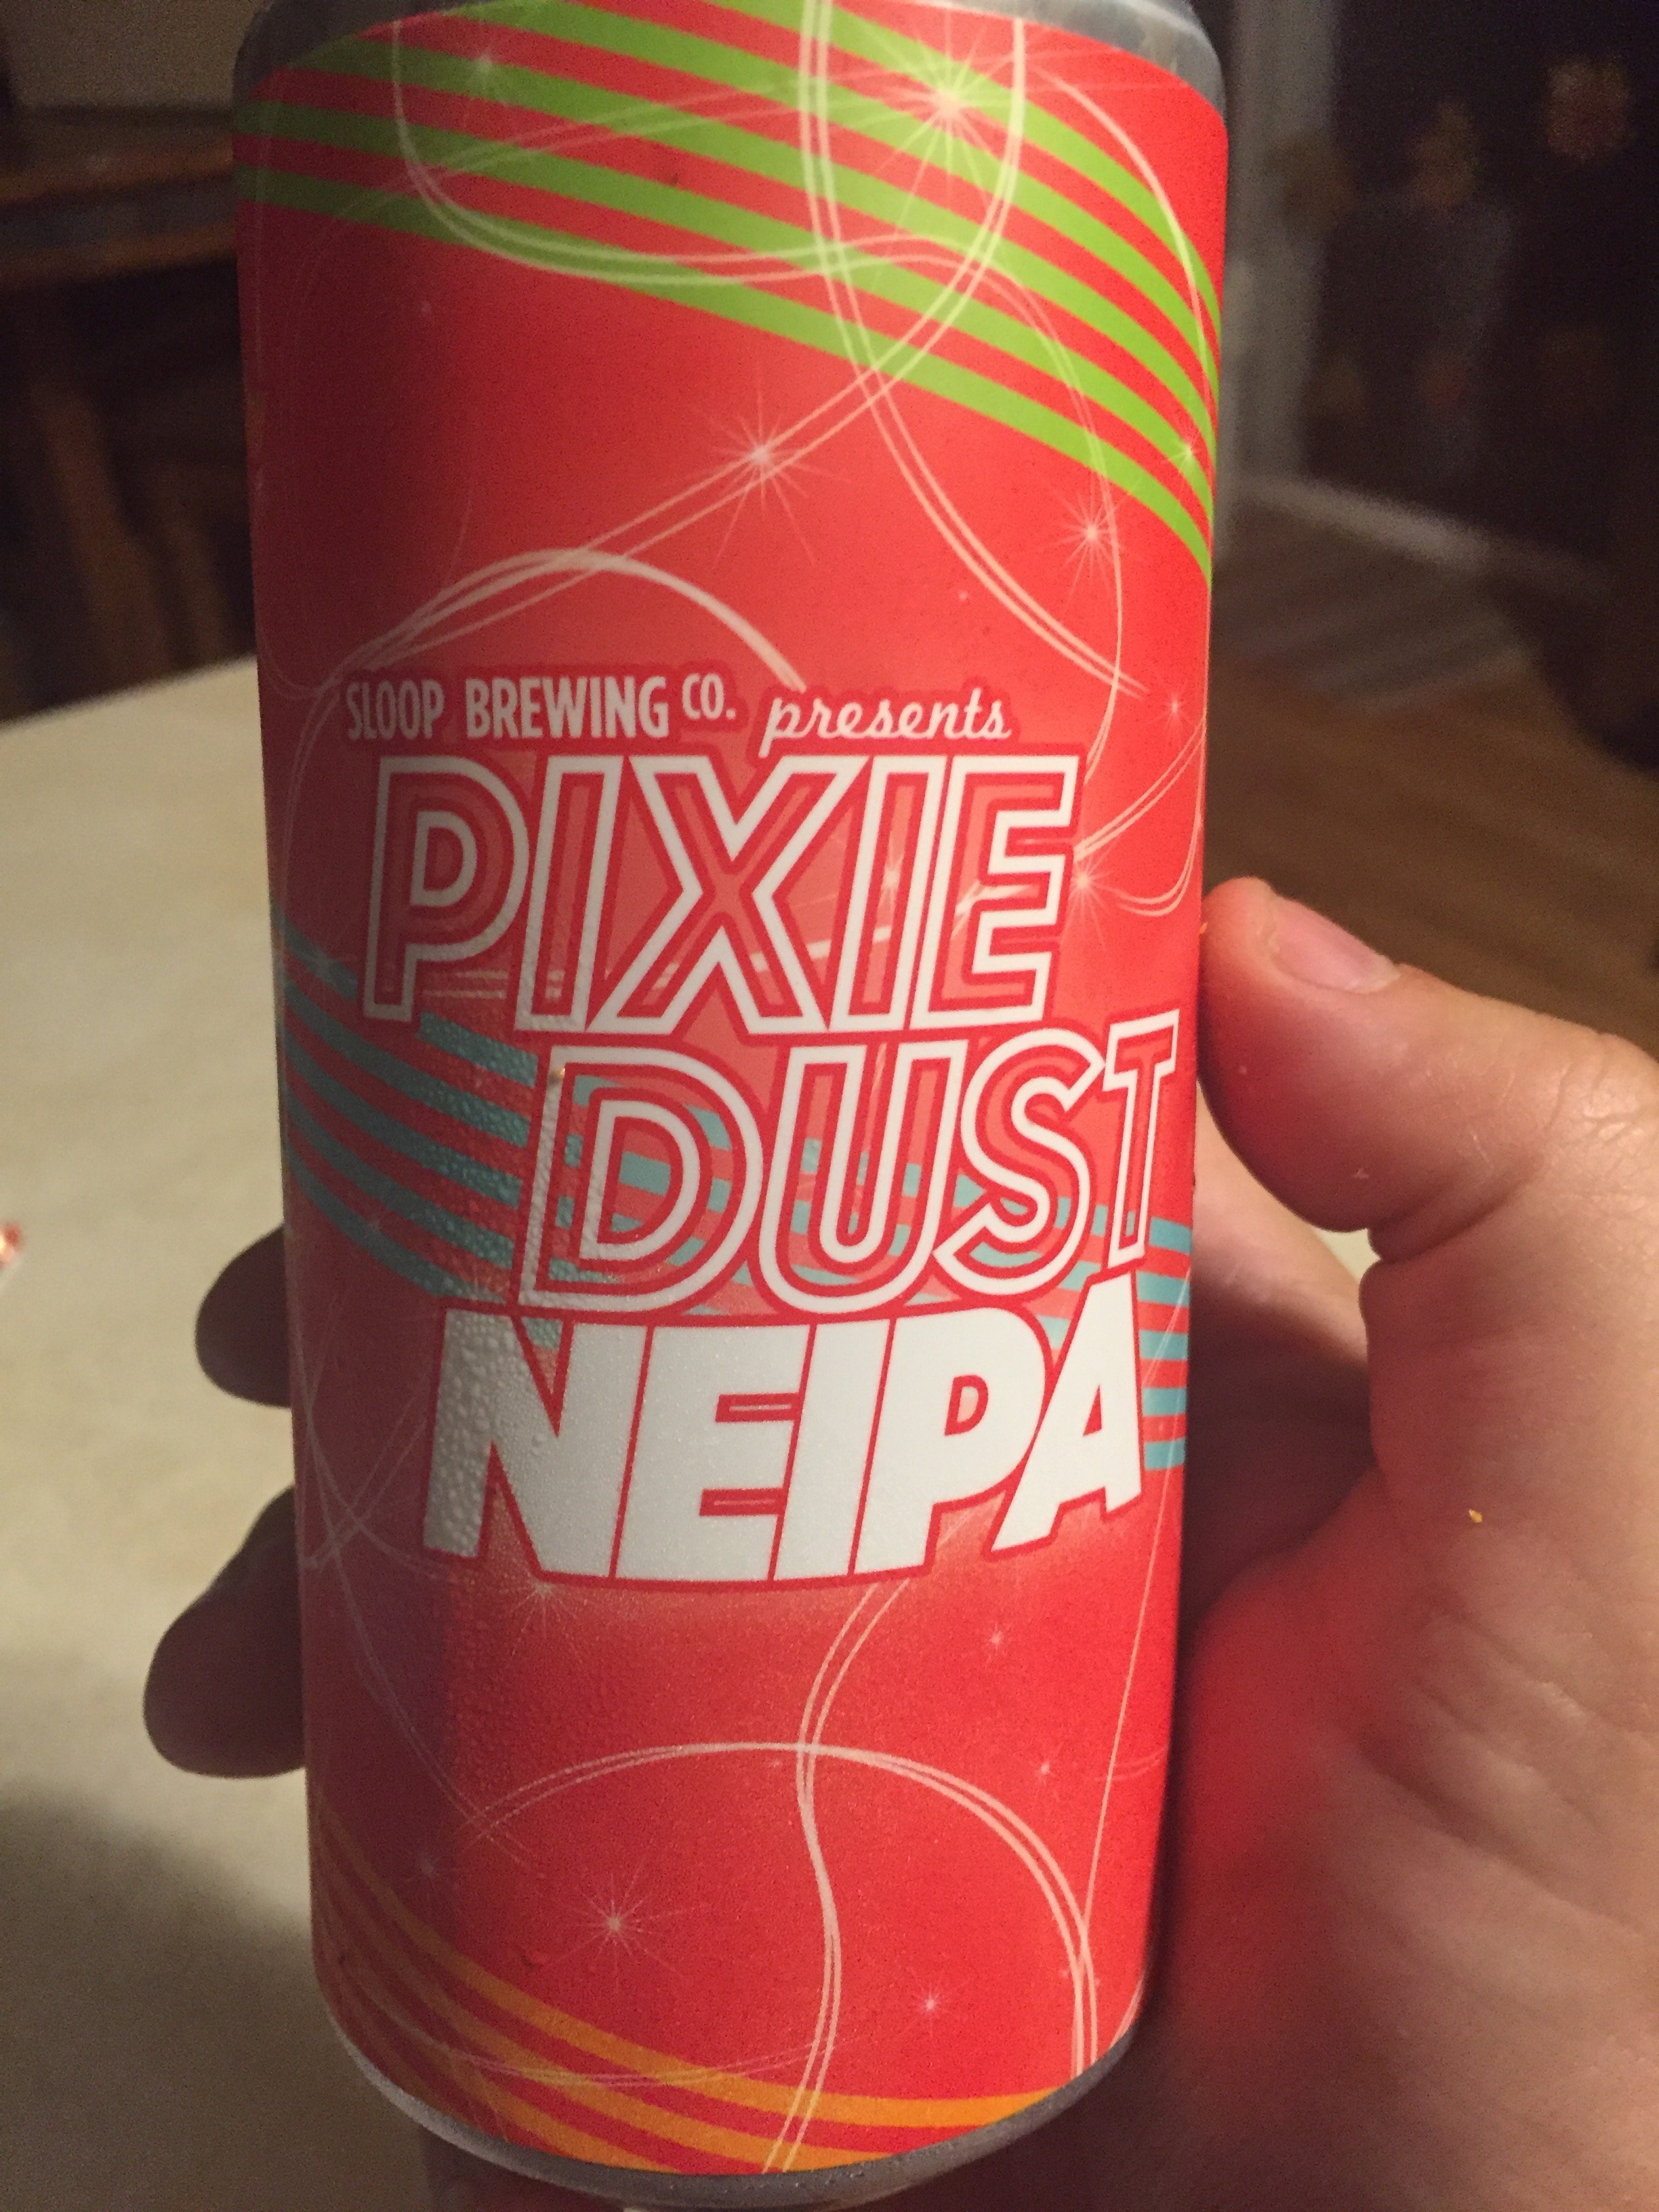 SLOOP BREWING CO. presents
PIXIE
DUST
NEIPA